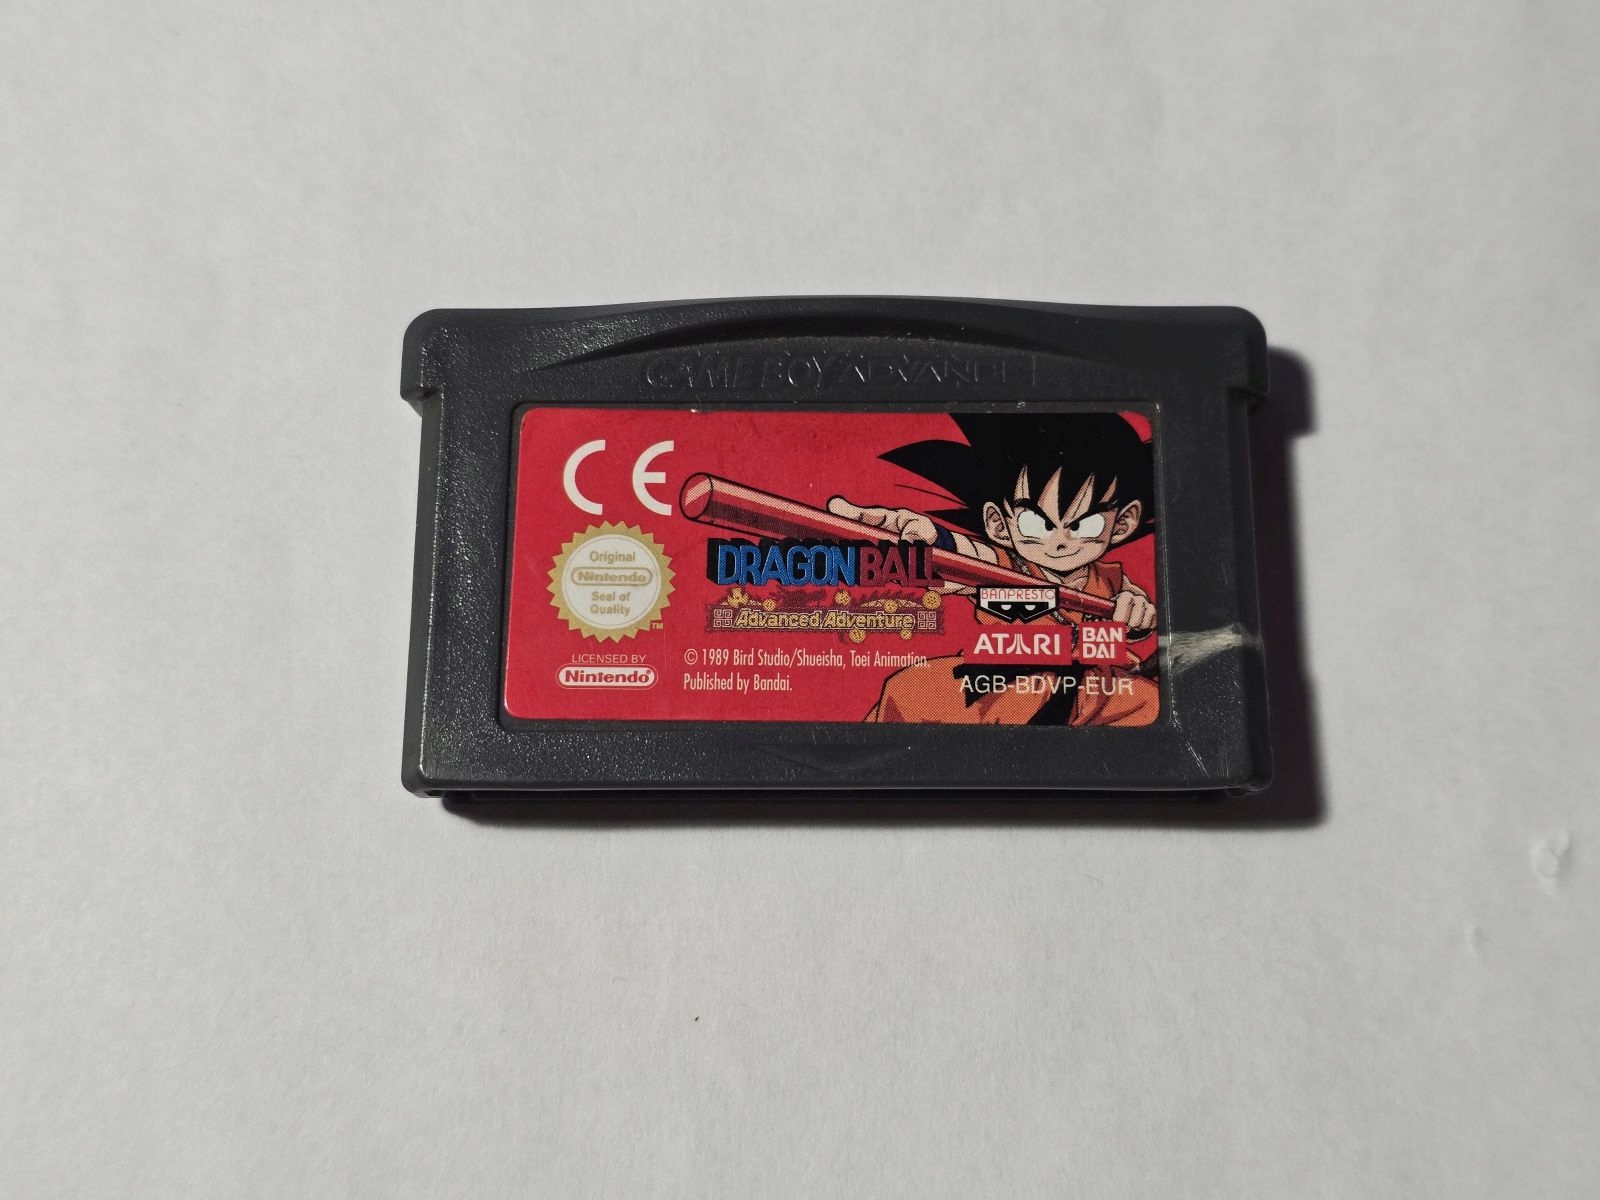 GAME BOY ADVANCE
CE
Original
Nintendo
Seal of
Quality
TM
LICENSED BY
Nintendo
DRAGON BALL
Advanced Adventure
© 1989 Bird Studio/Shueisha, Toei Animation.
Published by Bandai.
BANPRESTO
ATARI
BAN
DAI
AGB-BDVP-EUR